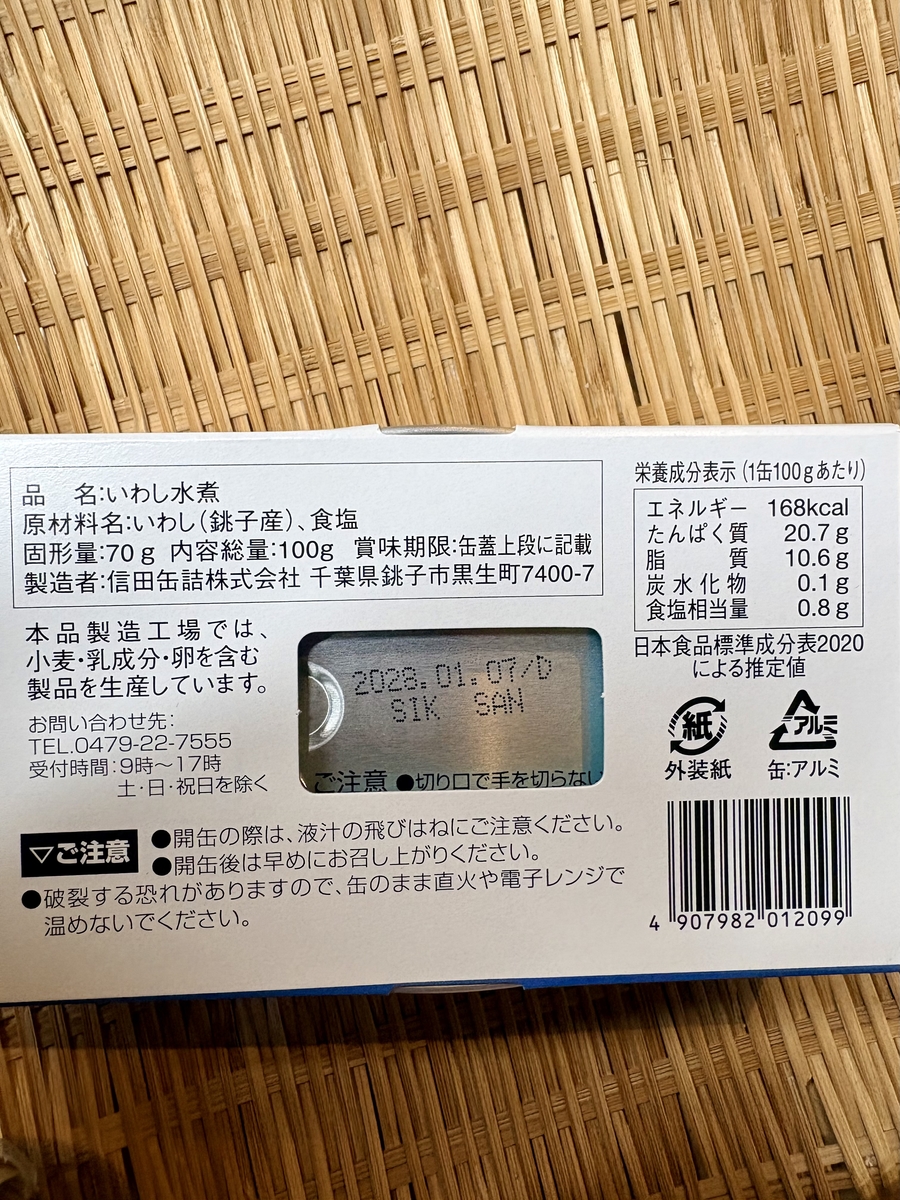 品 名:いわし水煮
原材料名:いわし(銚子産)、食塩
固形量:70g 内容総量:100g 賞味期限:缶蓋上段に記載
製造者:信田缶詰株式会社 千葉県銚子市黒生町7400-7
本品製造工場では、
小麦・乳成分・卵を含む
製品を生産しています。
お問い合わせ先:
TEL.0479-22-7555
受付時間:9時〜17時
土・日・祝日を除く
2028.01.07/D
SIK SAN
ご注意 ●切り口で手を切らない
▽ご注意
●開缶の際は、液汁の飛びはねにご注意ください。
●開缶後は早めにお召し上がりください。
●破裂する恐れがありますので、缶のまま直火や電子レンジで
温めないでください。
栄養成分表示(1缶100gあたり)
エネルギー 168kcal
たんぱく質 20.7g
脂質 10.6g
炭水化物 0.1g
食塩相当量 0.8g
日本食品標準成分表2020
による推定値
紙
外装紙
アルミ
缶:アルミ
4 907982 012099